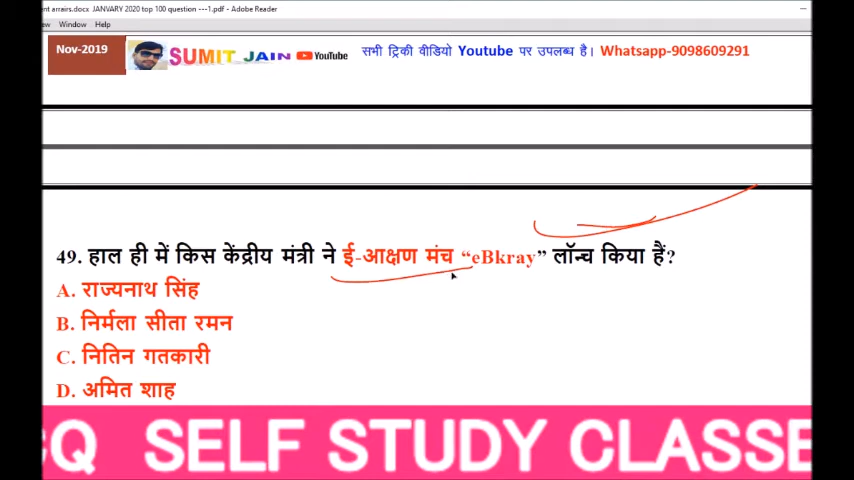 ent arrairs.docx JANVARY 2020 top 100 question ---1.pdf - Adobe Reader
ew Window Help
Nov-2019 SUMIT JAIN YouTube सभी ट्रिकी वीडियो Youtube पर उपलब्ध है। Whatsapp-9098609291
49. हाल ही में किस केंद्रीय मंत्री ने ई-आक्षण मंच “eBkray” लॉन्च किया हैं?
A. राज्यनाथ सिंह
B. निर्मला सीता रमन
C. नितिन गतकारी
D. अमित शाह
CQ SELF STUDY CLASSE